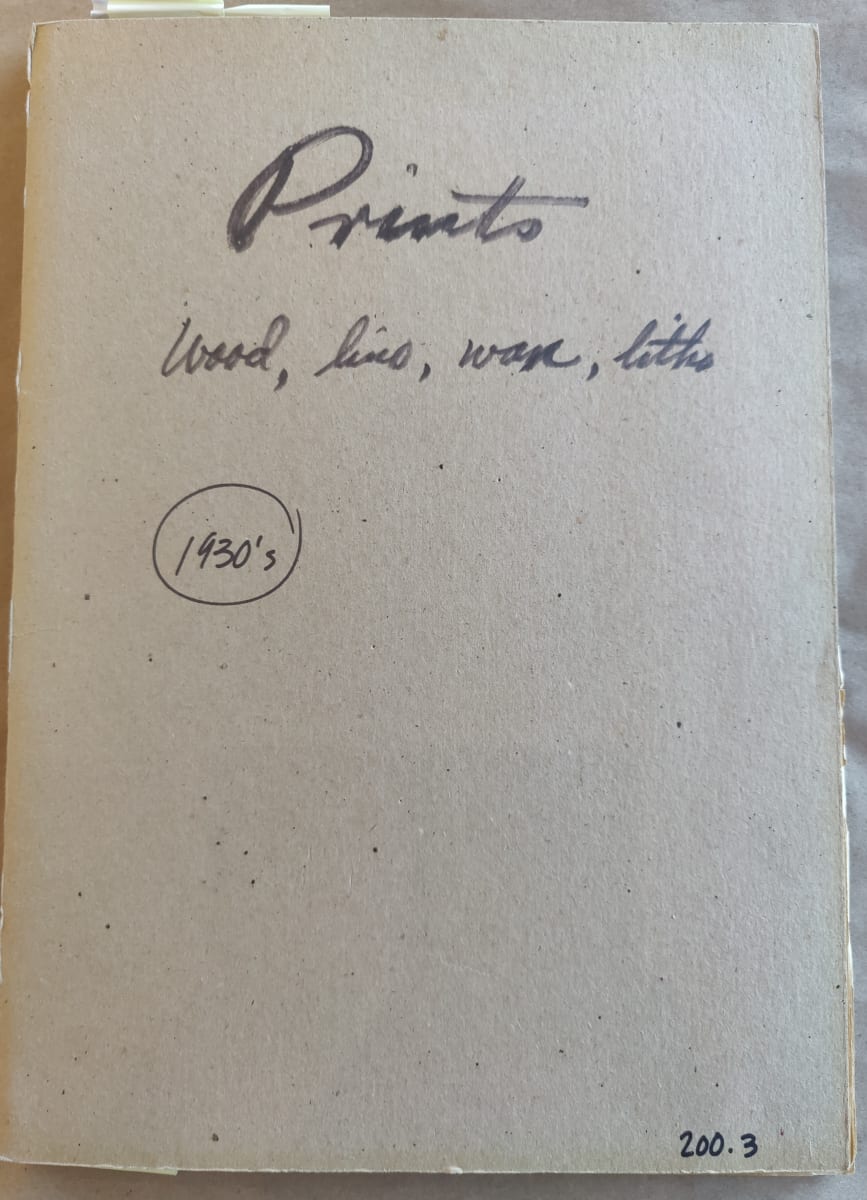 Prints
Wood, lino, wax, litho
1930's
200.3